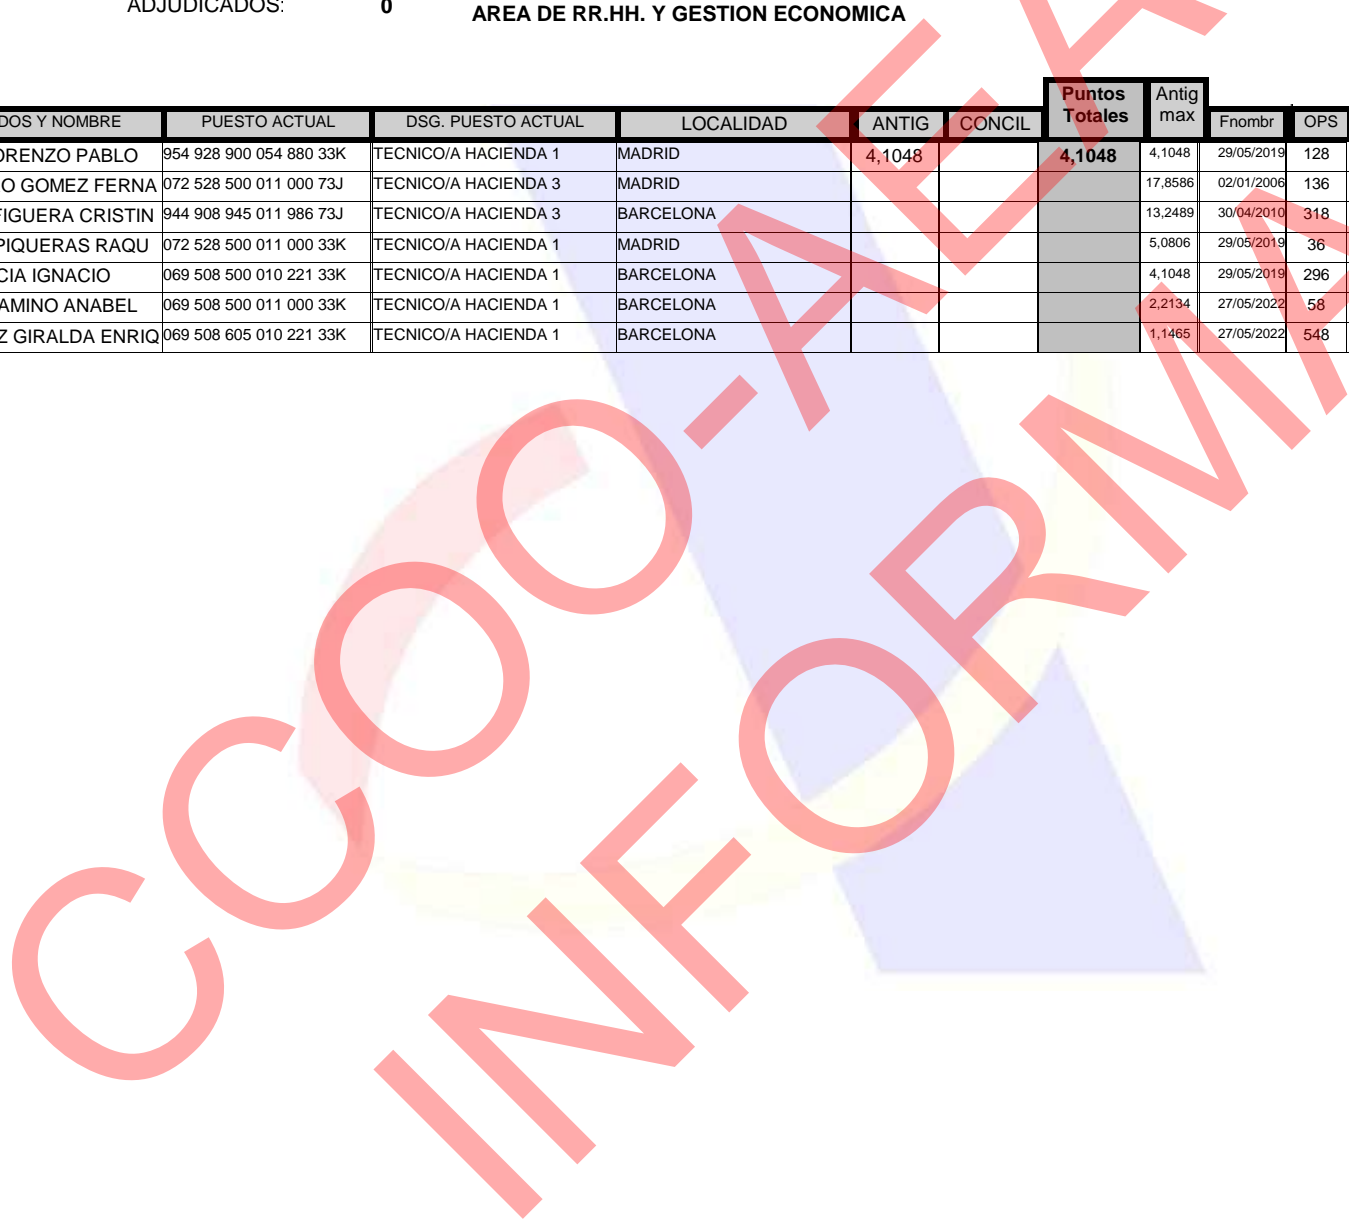 ADJUDICADOS: 0 AREA DE RR.HH. Y GESTION ECONOMICA
DOS Y NOMBRE PUESTO ACTUAL DSG. PUESTO ACTUAL LOCALIDAD ANTIG CONCIL Puntos Totales Antig max Fnombr OPS
ORENZO PABLO 954 928 900 054 880 33K TECNICO/A HACIENDA 1 MADRID 4,1048 4,1048 4,1048 29/05/2019 128
O GOMEZ FERNA 072 528 500 011 000 73J TECNICO/A HACIENDA 3 MADRID 17,8586 02/01/2006 136
FIGUERA CRISTIN 944 908 945 011 986 73J TECNICO/A HACIENDA 3 BARCELONA 13,2489 30/04/2010 318
PIQUERAS RAQU 072 528 500 011 000 33K TECNICO/A HACIENDA 1 MADRID 5,0806 29/05/2019 36
CIA IGNACIO 069 508 500 010 221 33K TECNICO/A HACIENDA 1 BARCELONA 4,1048 29/05/2019 296
AMINO ANABEL 069 508 500 011 000 33K TECNICO/A HACIENDA 1 BARCELONA 2,2134 27/05/2022 58
Z GIRALDA ENRIQ 069 508 605 010 221 33K TECNICO/A HACIENDA 1 BARCELONA 1,1465 27/05/2022 548
CCOO-AEA
INFORMA